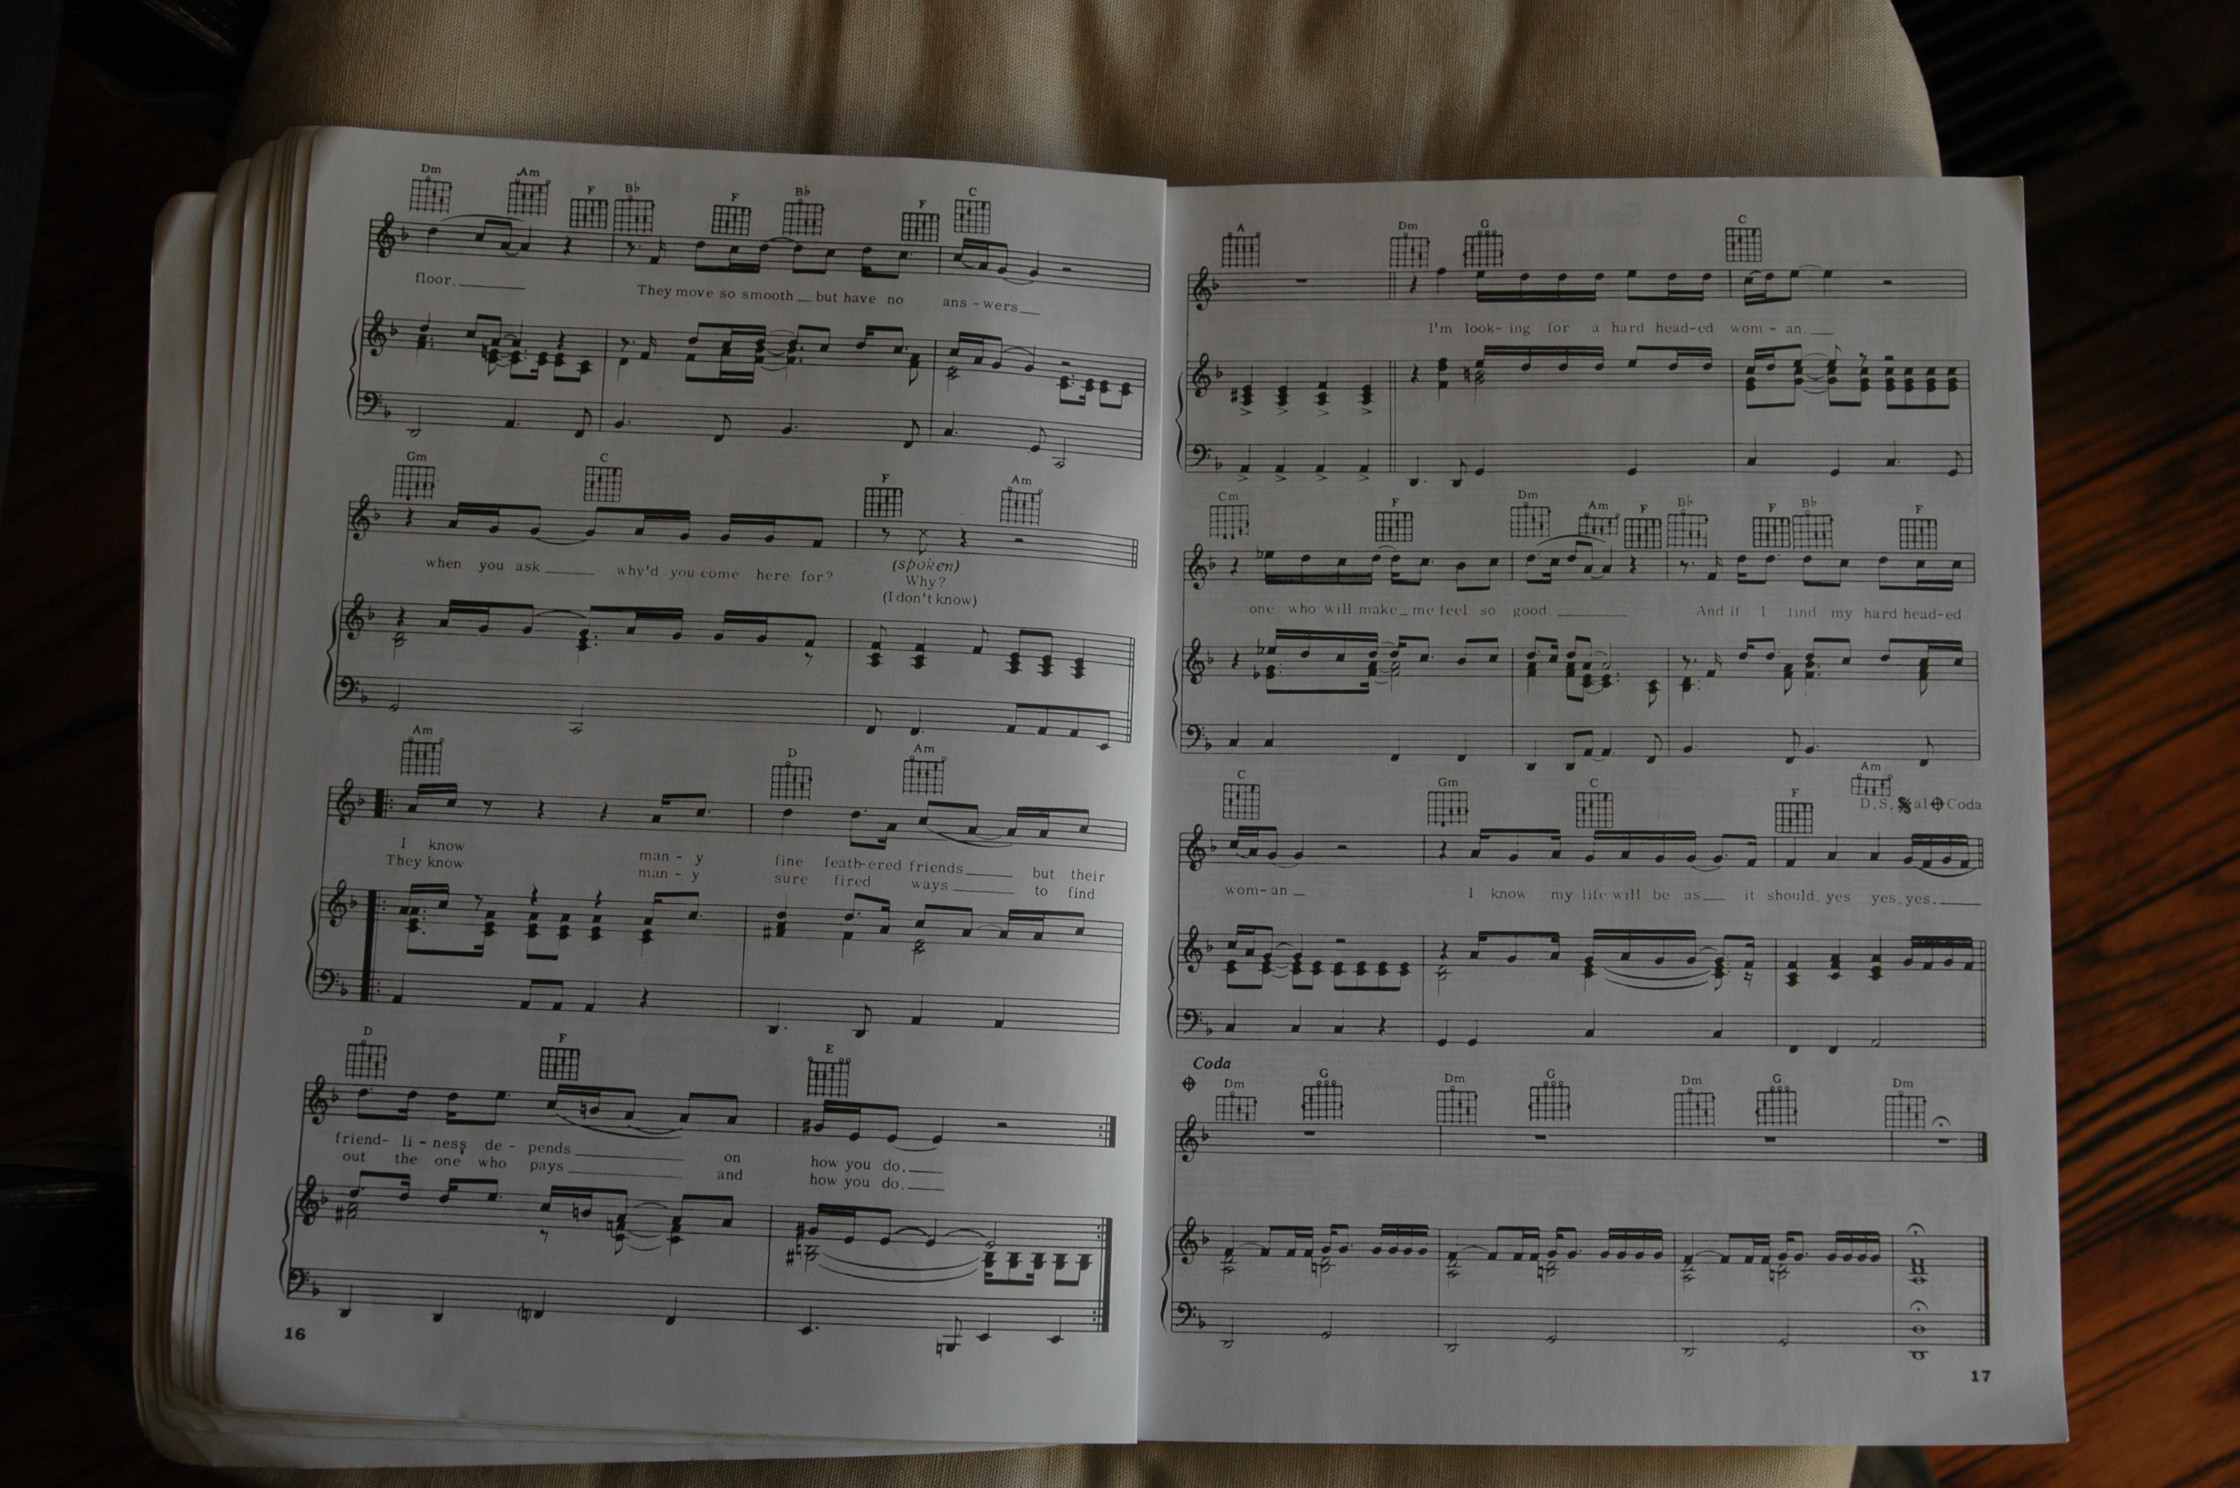 Dm Am F B♭ F B♭ F C
floor. They move so smooth but have no ans - wers
Gm C F Am
when you ask why'd you come here for? (spoken)
Why?
(I don't know)
Am D Am
I know man - y fine feath-ered friends but their
They know man - y sure fired ways to find
D F E
friend- li - ness de - pends on how you do.
out the one who pays and how you do.
16
A Dm G C
I'm look- ing for a hard head-ed wom - an.
Cm F Dm Am F B♭ F B♭ F
one who will make me feel so good. And if I find my hard head-ed
C Gm C F Am
D.S. al Coda
wom- an I know my life will be as it should, yes yes, yes.
Coda
Dm G Dm G Dm G Dm
17